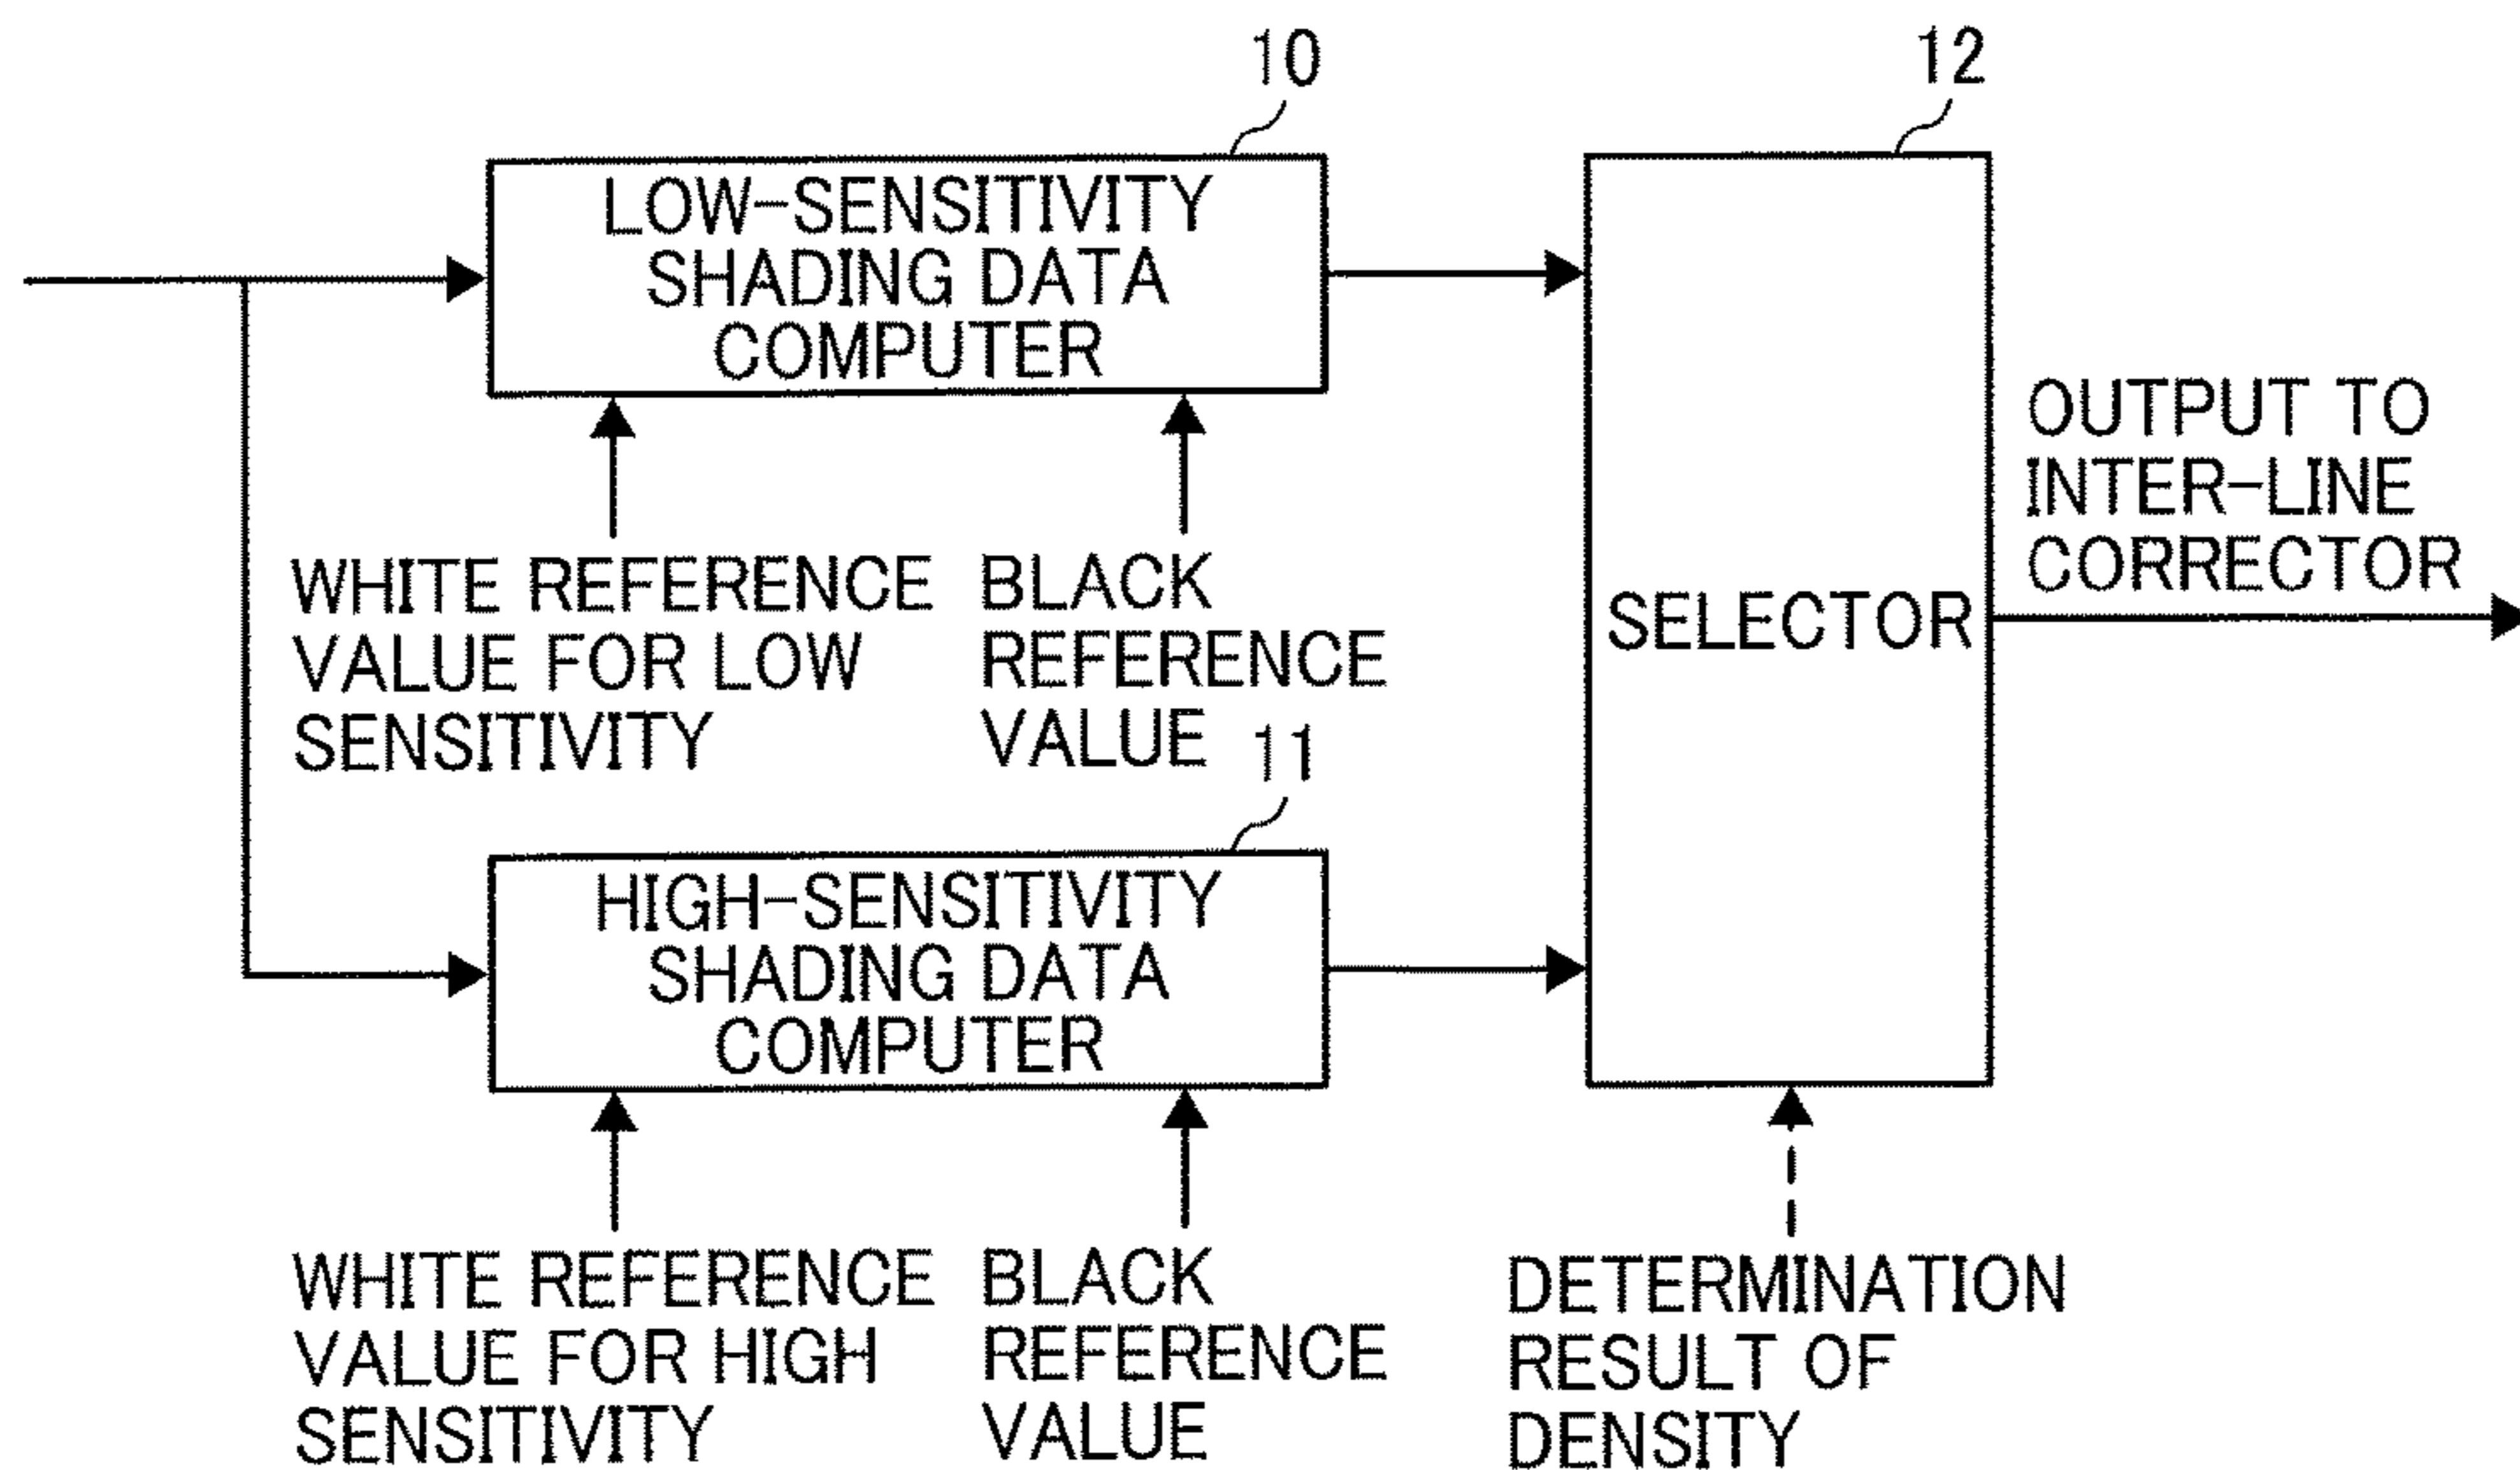 10
12
LOW-SENSITIVITY
SHADING DATA
COMPUTER
WHITE REFERENCE
VALUE FOR LOW
SENSITIVITY
BLACK
REFERENCE
VALUE
SELECTOR
OUTPUT TO
INTER-LINE
CORRECTOR
11
HIGH-SENSITIVITY
SHADING DATA
COMPUTER
WHITE REFERENCE
VALUE FOR HIGH
SENSITIVITY
BLACK
REFERENCE
VALUE
DETERMINATION
RESULT OF
DENSITY